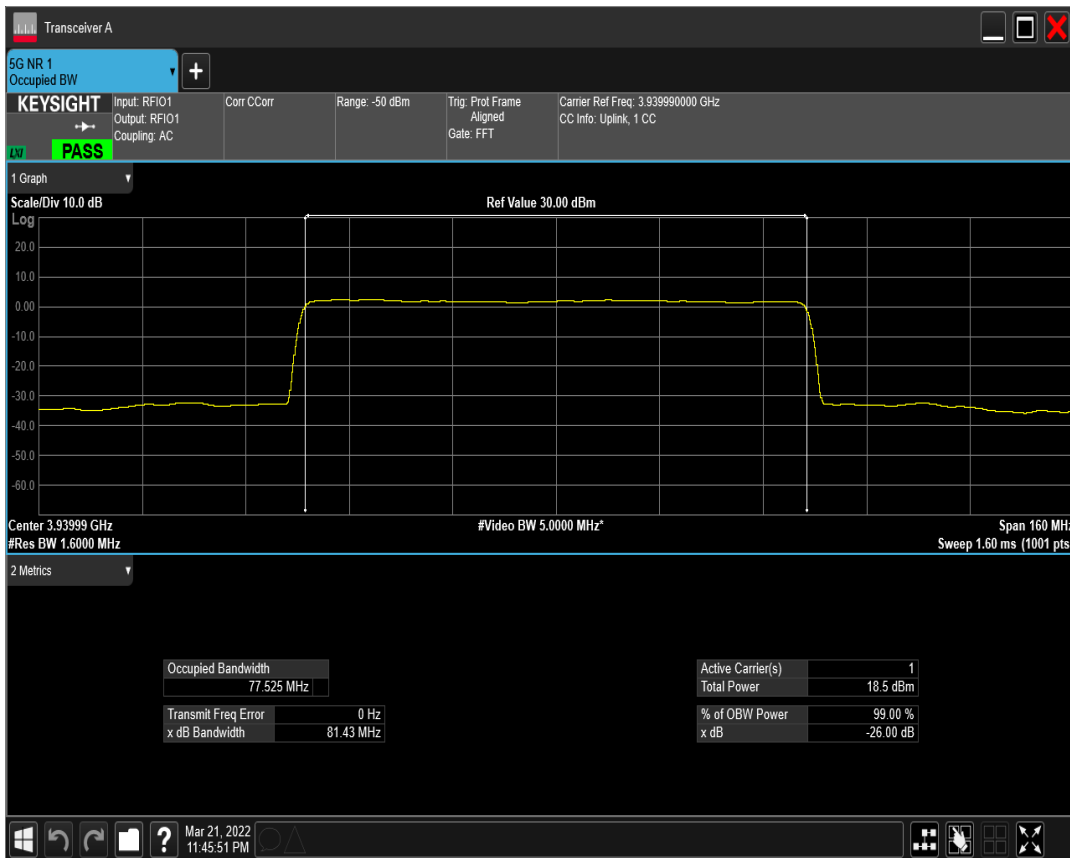 Transceiver A
5G NR 1
Occupied BW
KEYSIGHT
LXI
PASS
Input: RFIO1
Output: RFIO1
Coupling: AC
Corr CCorr
Range: -50 dBm
Trig: Prot Frame
Aligned
Gate: FFT
Carrier Ref Freq: 3.939990000 GHz
CC Info: Uplink, 1 CC
1 Graph
Scale/Div 10.0 dB
Ref Value 30.00 dBm
Log
20.0
10.0
0.00
-10.0
-20.0
-30.0
-40.0
-50.0
-60.0
Center 3.93999 GHz
#Video BW 5.0000 MHz*
Span 160 MHz
#Res BW 1.6000 MHz
Sweep 1.60 ms (1001 pts
2 Metrics
Occupied Bandwidth
77.525 MHz
Transmit Freq Error 0 Hz
x dB Bandwidth 81.43 MHz
Active Carrier(s) 1
Total Power 18.5 dBm
% of OBW Power 99.00 %
x dB -26.00 dB
?
Mar 21, 2022
11:45:51 PM